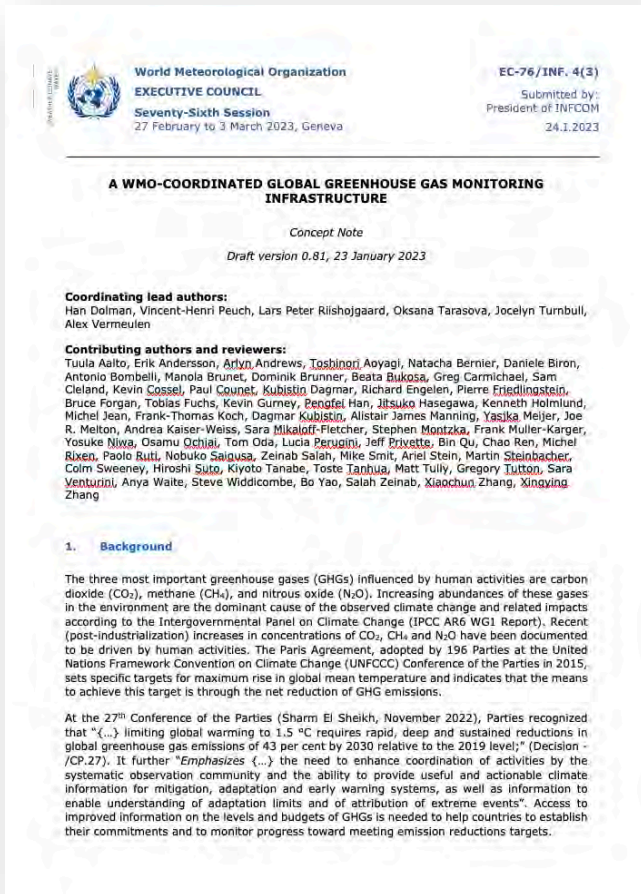 World Meteorological Organization
EXECUTIVE COUNCIL
Seventy-Sixth Session
27 February to 3 March 2023, Geneva
EC-76/INF. 4(3)
Submitted by:
President of INFCOM
24.1.2023
A WMO-COORDINATED GLOBAL GREENHOUSE GAS MONITORING
INFRASTRUCTURE
Concept Note
Draft version 0.81, 23 January 2023
Coordinating lead authors:
Han Dolman, Vincent-Henri Peuch, Lars Peter Riishojgaard, Oksana Tarasova, Jocelyn Turnbull,
Alex Vermeulen
Contributing authors and reviewers:
Tuula Aalto, Erik Andersson, Arlyn Andrews, Toshinori Aoyagi, Natacha Bernier, Daniele Biron,
Antonio Bombelli, Manola Brunet, Dominik Brunner, Beata Bukosa, Greg Carmichael, Sam
Cleland, Kevin Cossel, Paul Counet, Kubistin Dagmar, Richard Engelen, Pierre Friedlingstein,
Bruce Forgan, Tobias Fuchs, Kevin Gurney, Pengfei Han, Jitsuko Hasegawa, Kenneth Holmlund,
Michel Jean, Frank-Thomas Koch, Dagmar Kubistin, Alistair James Manning, Yasjka Meijer, Joe
R. Melton, Andrea Kaiser-Weiss, Sara Mikaloff-Fletcher, Stephen Montzka, Frank Muller-Karger,
Yosuke Niwa, Osamu Ochiai, Tom Oda, Lucia Perugini, Jeff Privette, Bin Qu, Chao Ren, Michel
Rixen, Paolo Ruti, Nobuko Saigusa, Zeinab Salah, Mike Smit, Ariel Stein, Martin Steinbacher,
Colm Sweeney, Hiroshi Suto, Kiyoto Tanabe, Toste Tanhua, Matt Tully, Gregory Tutton, Sara
Venturini, Anya Waite, Steve Widdicombe, Bo Yao, Salah Zeinab, Xiaochun Zhang, Xingying
Zhang
1. Background
The three most important greenhouse gases (GHGs) influenced by human activities are carbon
dioxide (CO₂), methane (CH₄), and nitrous oxide (N₂O). Increasing abundances of these gases
in the environment are the dominant cause of the observed climate change and related impacts
according to the Intergovernmental Panel on Climate Change (IPCC AR6 WG1 Report). Recent
(post-industrialization) increases in concentrations of CO₂, CH₄ and N₂O have been documented
to be driven by human activities. The Paris Agreement, adopted by 196 Parties at the United
Nations Framework Convention on Climate Change (UNFCCC) Conference of the Parties in 2015,
sets specific targets for maximum rise in global mean temperature and indicates that the means
to achieve this target is through the net reduction of GHG emissions.
At the 27th Conference of the Parties (Sharm El Sheikh, November 2022), Parties recognized
that "{…} limiting global warming to 1.5 °C requires rapid, deep and sustained reductions in
global greenhouse gas emissions of 43 per cent by 2030 relative to the 2019 level;" (Decision -
/CP.27). It further "Emphasizes {…} the need to enhance coordination of activities by the
systematic observation community and the ability to provide useful and actionable climate
information for mitigation, adaptation and early warning systems, as well as information to
enable understanding of adaptation limits and of attribution of extreme events". Access to
improved information on the levels and budgets of GHGs is needed to help countries to establish
their commitments and to monitor progress toward meeting emission reductions targets.